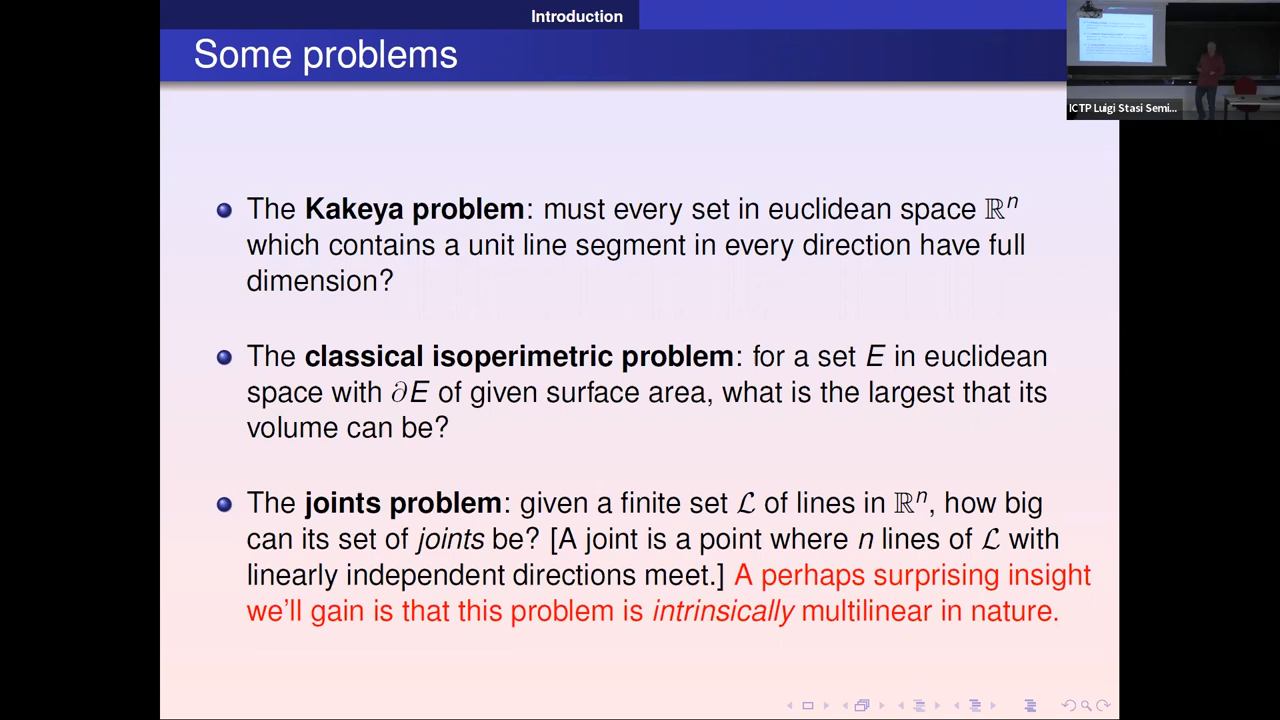 Introduction
Some problems
ICTP Luigi Stasi Semi...
The Kakeya problem: must every set in euclidean space ℝⁿ
which contains a unit line segment in every direction have full
dimension?
The classical isoperimetric problem: for a set E in euclidean
space with ∂E of given surface area, what is the largest that its
volume can be?
The joints problem: given a finite set ℒ of lines in ℝⁿ, how big
can its set of joints be? [A joint is a point where n lines of ℒ with
linearly independent directions meet.] A perhaps surprising insight
we'll gain is that this problem is intrinsically multilinear in nature.